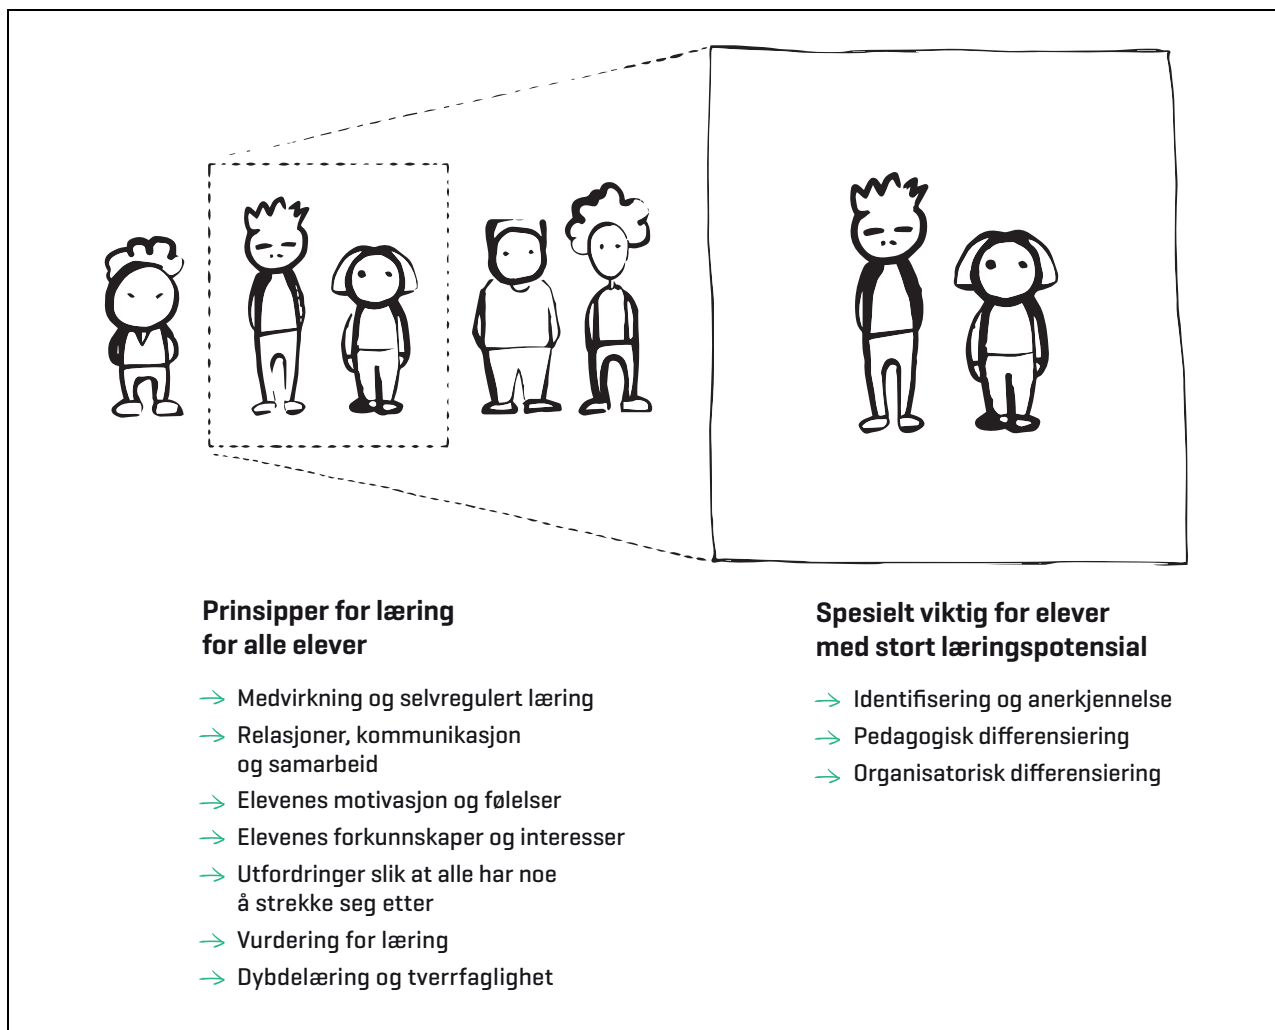 Prinsipper for læring
for alle elever
→ Medvirkning og selvregulert læring
→ Relasjoner, kommunikasjon
og samarbeid
→ Elevenes motivasjon og følelser
→ Elevenes forkunnskaper og interesser
→ Utfordringer slik at alle har noe
å strekke seg etter
→ Vurdering for læring
→ Dybdelæring og tverrfaglighet
Spesielt viktig for elever
med stort læringspotensial
→ Identifisering og anerkjennelse
→ Pedagogisk differensiering
→ Organisatorisk differensiering